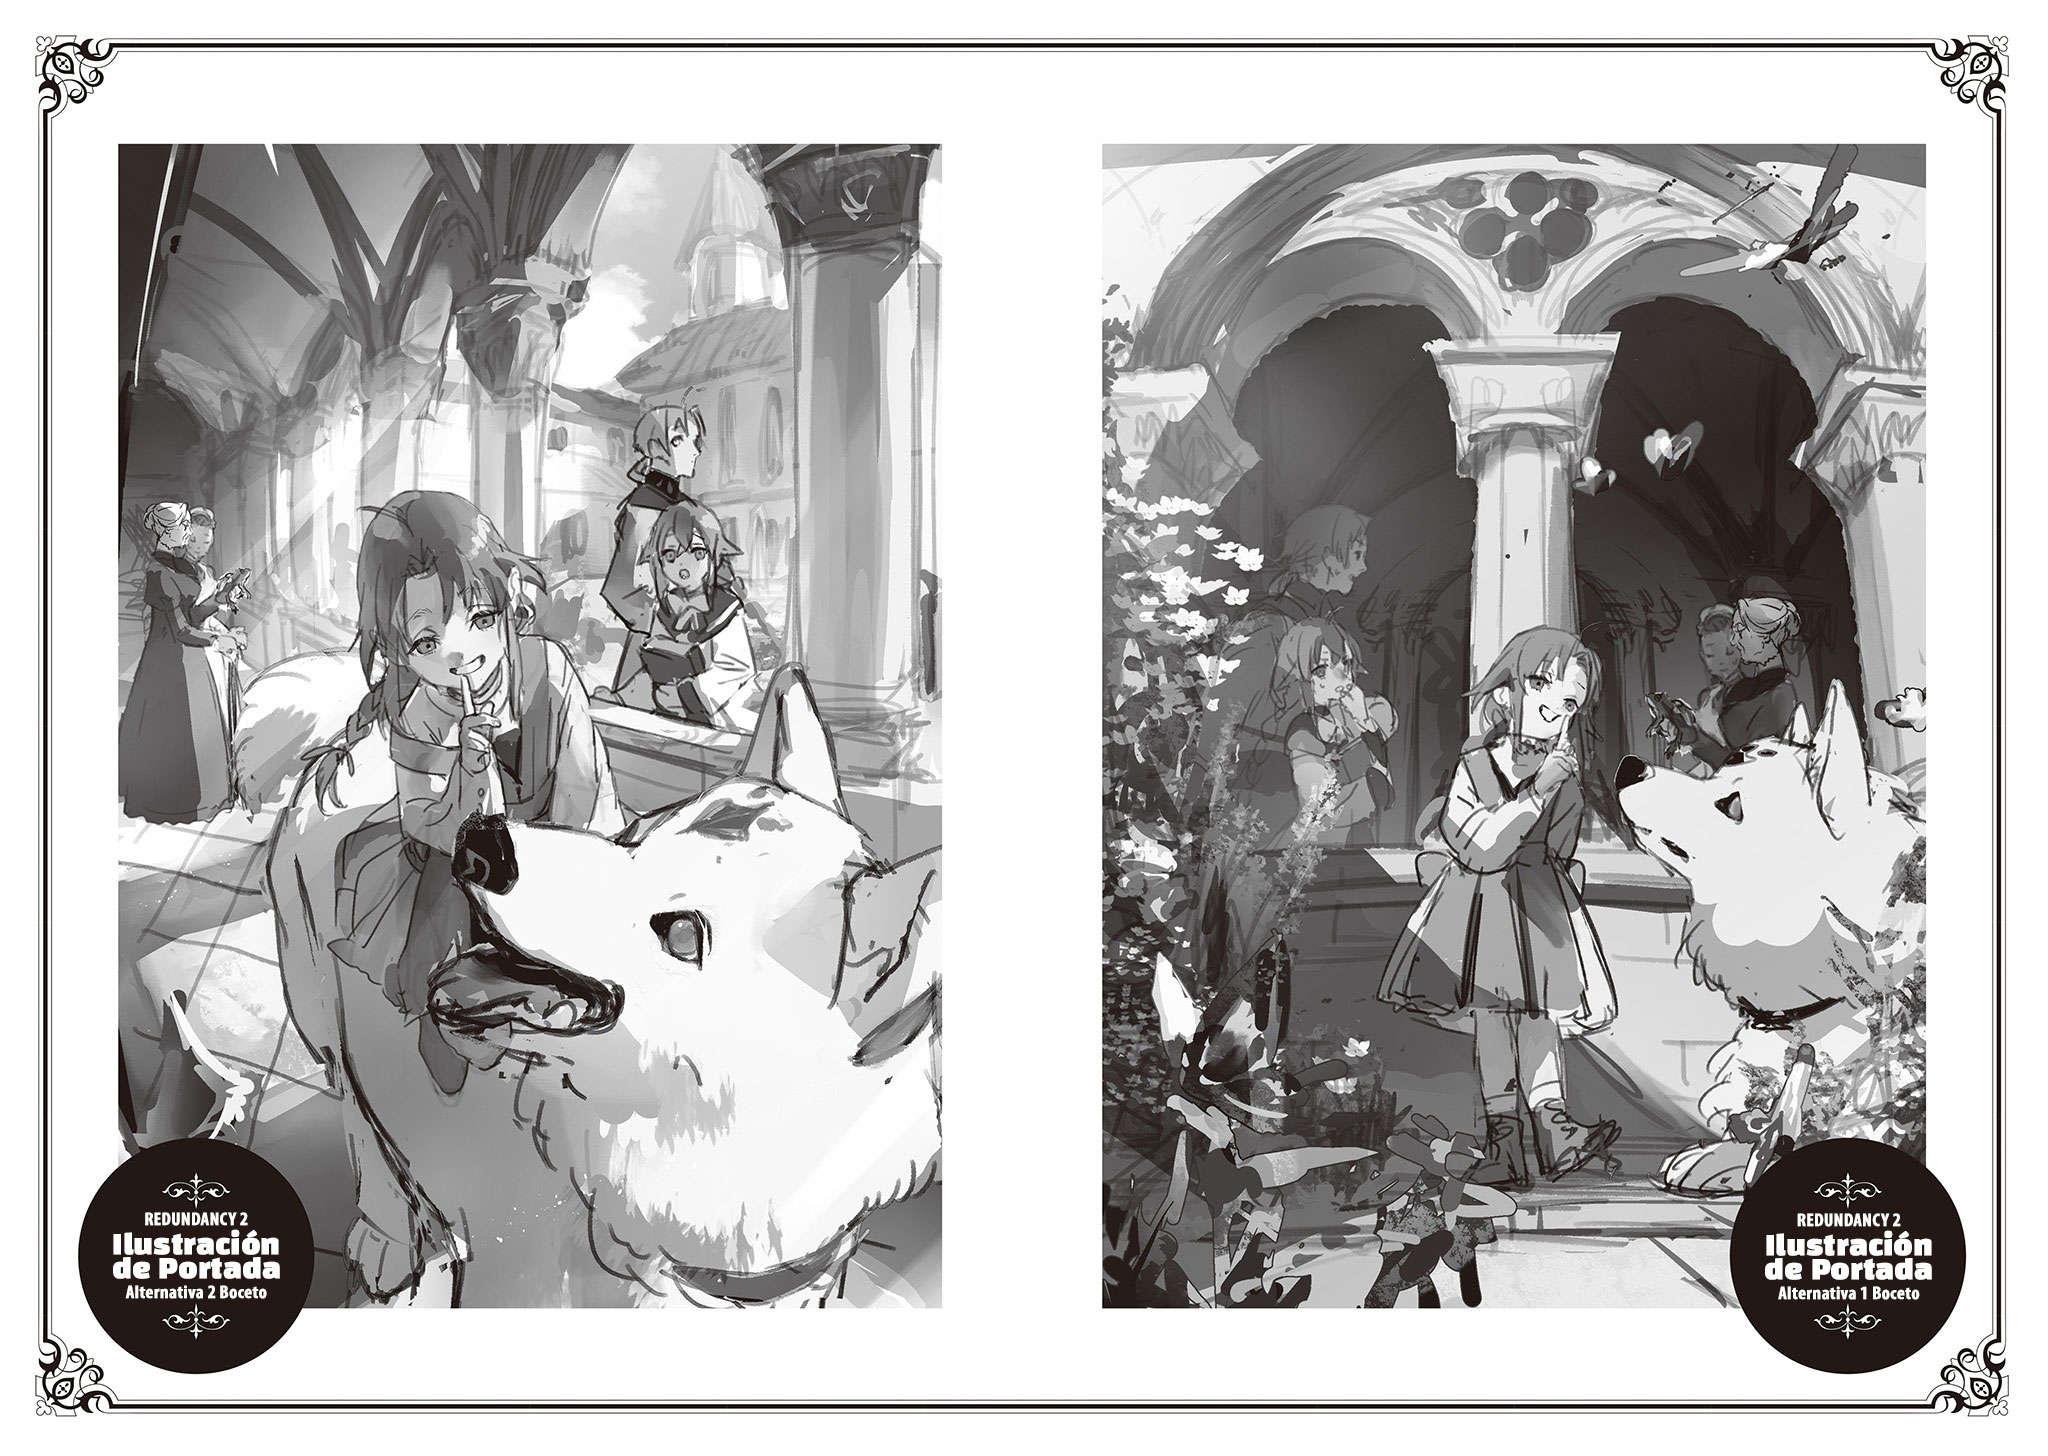 REDUNDANCY 2
Ilustración
de Portada
Alternativa 2 Boceto
REDUNDANCY 2
Ilustración
de Portada
Alternativa 1 Boceto